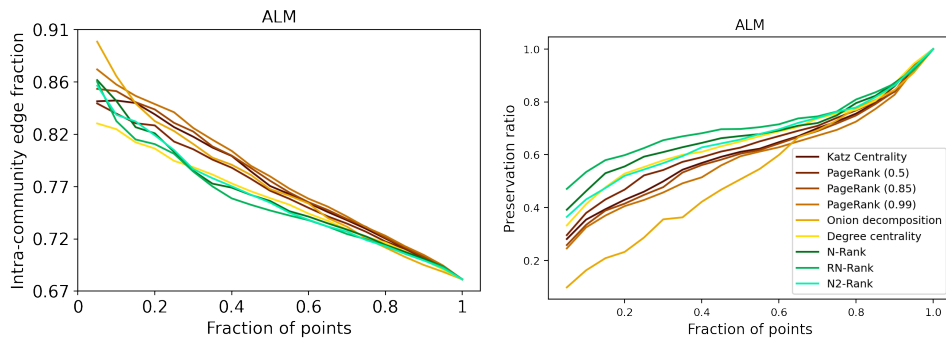 ALM
Intra-community edge fraction
0.91
0.86
0.82
0.77
0.72
0.67
0
0.2
0.4
0.6
0.8
1
Fraction of points
ALM
Preservation ratio
1.0
0.8
0.6
0.4
0.2
0.2
0.4
0.6
0.8
1.0
Fraction of points
Katz Centrality
PageRank (0.5)
PageRank (0.85)
PageRank (0.99)
Onion decomposition
Degree centrality
N-Rank
RN-Rank
N2-Rank